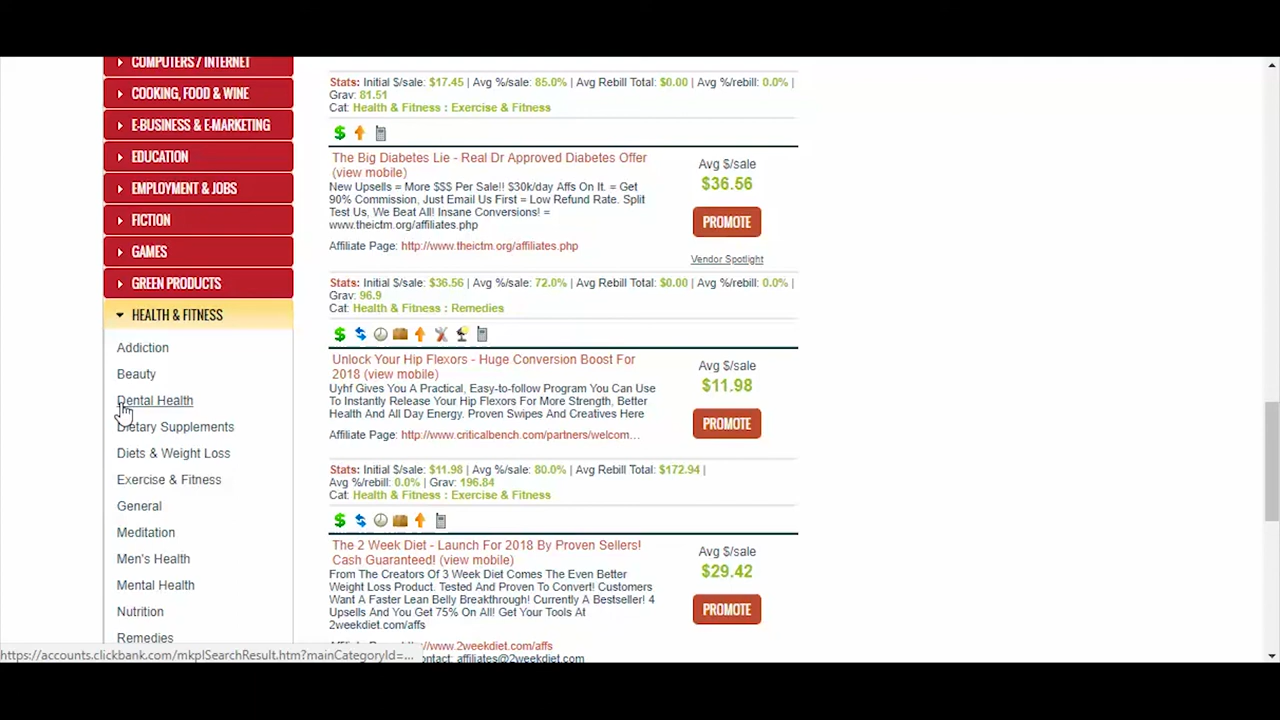 COMPUTERS / INTERNET
COOKING, FOOD & WINE
E-BUSINESS & E-MARKETING
EDUCATION
EMPLOYMENT & JOBS
FICTION
GAMES
GREEN PRODUCTS
HEALTH & FITNESS
Addiction
Beauty
Dental Health
Dietary Supplements
Diets & Weight Loss
Exercise & Fitness
General
Meditation
Men's Health
Mental Health
Nutrition
Remedies
Stats: Initial $/sale: $17.45 | Avg %/sale: 85.0% | Avg Rebill Total: $0.00 | Avg %/rebill: 0.0% |
Grav: 81.51
Cat: Health & Fitness : Exercise & Fitness
The Big Diabetes Lie - Real Dr Approved Diabetes Offer
(view mobile)
New Upsells = More $$$ Per Sale!! $30k/day Affs On It. = Get
90% Commission, Just Email Us First = Low Refund Rate. Split
Test Us, We Beat All! Insane Conversions! =
www.theictm.org/affiliates.php
Affiliate Page: http://www.theictm.org/affiliates.php
Avg $/sale
$36.56
PROMOTE
Vendor Spotlight
Stats: Initial $/sale: $36.56 | Avg %/sale: 72.0% | Avg Rebill Total: $0.00 | Avg %/rebill: 0.0% |
Grav: 96.9
Cat: Health & Fitness : Remedies
Unlock Your Hip Flexors - Huge Conversion Boost For
2018 (view mobile)
Uyhf Gives You A Practical, Easy-to-follow Program You Can Use
To Instantly Release Your Hip Flexors For More Strength, Better
Health And All Day Energy. Proven Swipes And Creatives Here
Affiliate Page: http://www.criticalbench.com/partners/welcom...
Avg $/sale
$11.98
PROMOTE
Stats: Initial $/sale: $11.98 | Avg %/sale: 80.0% | Avg Rebill Total: $172.94 |
Avg %/rebill: 0.0% | Grav: 196.84
Cat: Health & Fitness : Exercise & Fitness
The 2 Week Diet - Launch For 2018 By Proven Sellers!
Cash Guaranteed! (view mobile)
From The Creators Of 3 Week Diet Comes The Even Better
Weight Loss Product. Tested And Proven To Convert! Customers
Want A Faster Lean Belly Breakthrough! Currently A Bestseller! 4
Upsells And You Get 75% On All! Get Your Tools At
2weekdiet.com/affs
www.2weekdiet.com/affs
affiliates@2weekdiet.com
Avg $/sale
$29.42
PROMOTE
https://accounts.clickbank.com/mkplSearchResult.htm?mainCategoryId=...